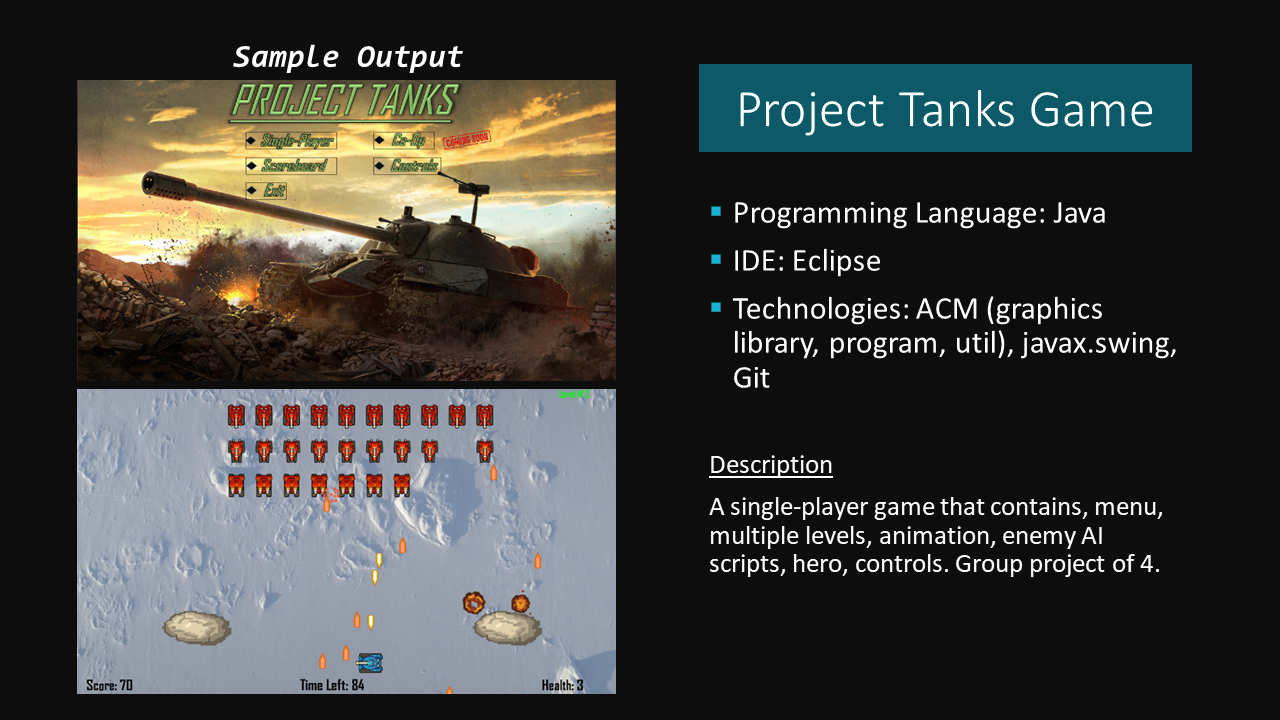 Sample Output
PROJECT TANKS
Single-Player
Co-Op
COMING SOON
Scoreboard
Controls
Exit
Score: 70
Time Left: 84
Health: 3
Project Tanks Game
Programming Language: Java
IDE: Eclipse
Technologies: ACM (graphics
library, program, util), javax.swing,
Git
Description
A single-player game that contains, menu,
multiple levels, animation, enemy AI
scripts, hero, controls. Group project of 4.